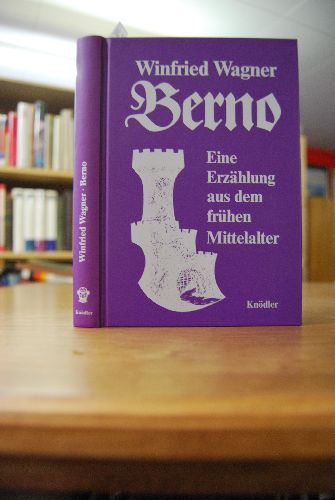 Winfried Wagner
Berno
Eine
Erzählung
aus dem
frühen
Mittelalter
Knödler
Winfried Wagner · Berno
Knödler